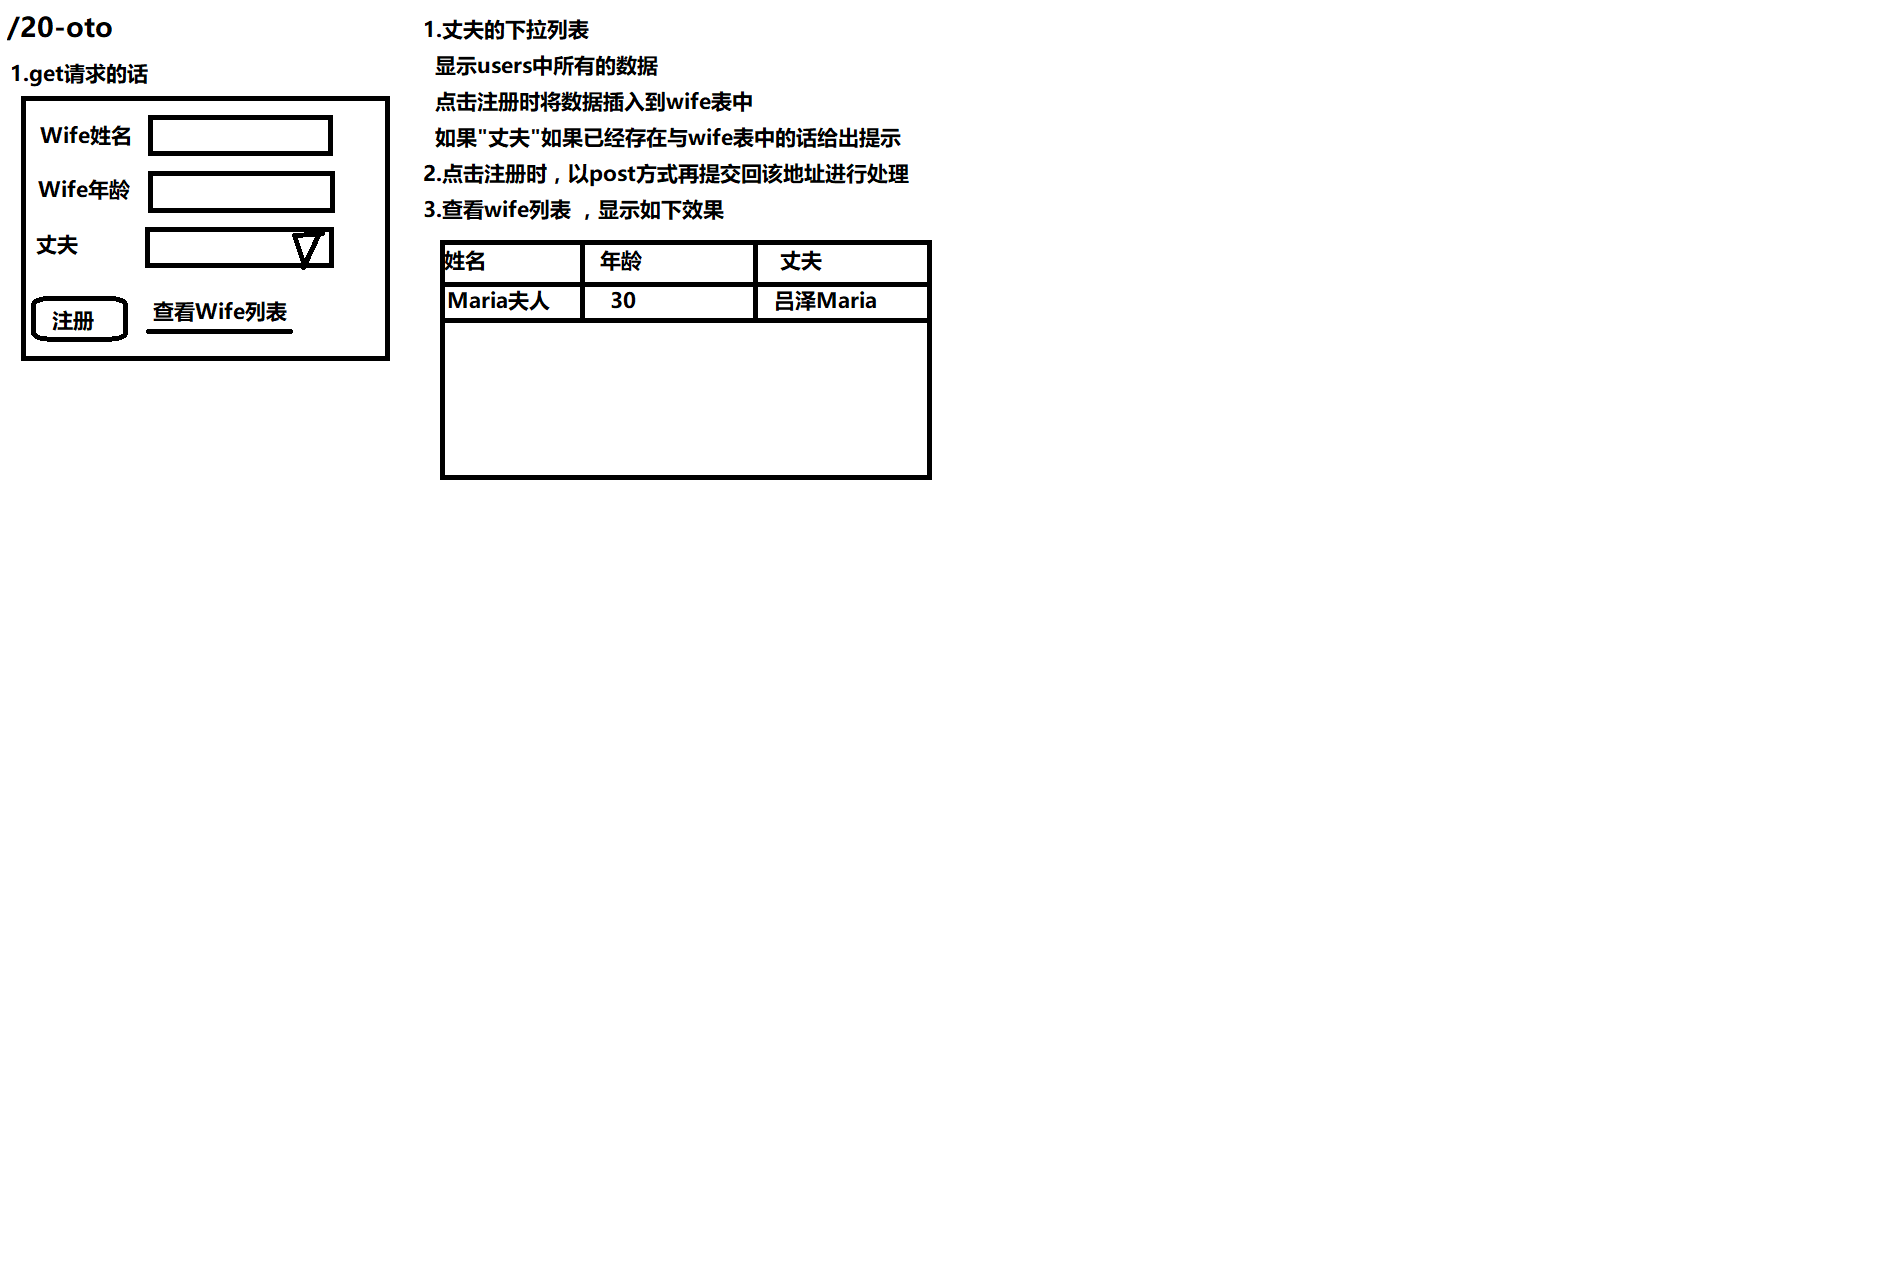 /20-oto
1.get请求的话
Wife姓名
Wife年龄
丈夫
注册
查看Wife列表
1.丈夫的下拉列表
显示users中所有的数据
点击注册时将数据插入到wife表中
如果"丈夫"如果已经存在与wife表中的话给出提示
2.点击注册时，以post方式再提交回该地址进行处理
3.查看wife列表 ，显示如下效果
姓名 年龄 丈夫
Maria夫人 30 吕泽Maria